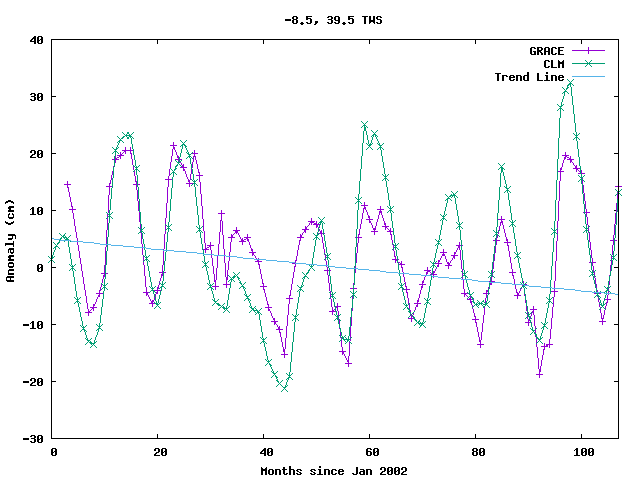 -8.5, 39.5 TWS
GRACE
CLM
Trend Line
Anomaly (cm)
40
30
20
10
0
-10
-20
-30
0 20 40 60 80 100
Months since Jan 2002